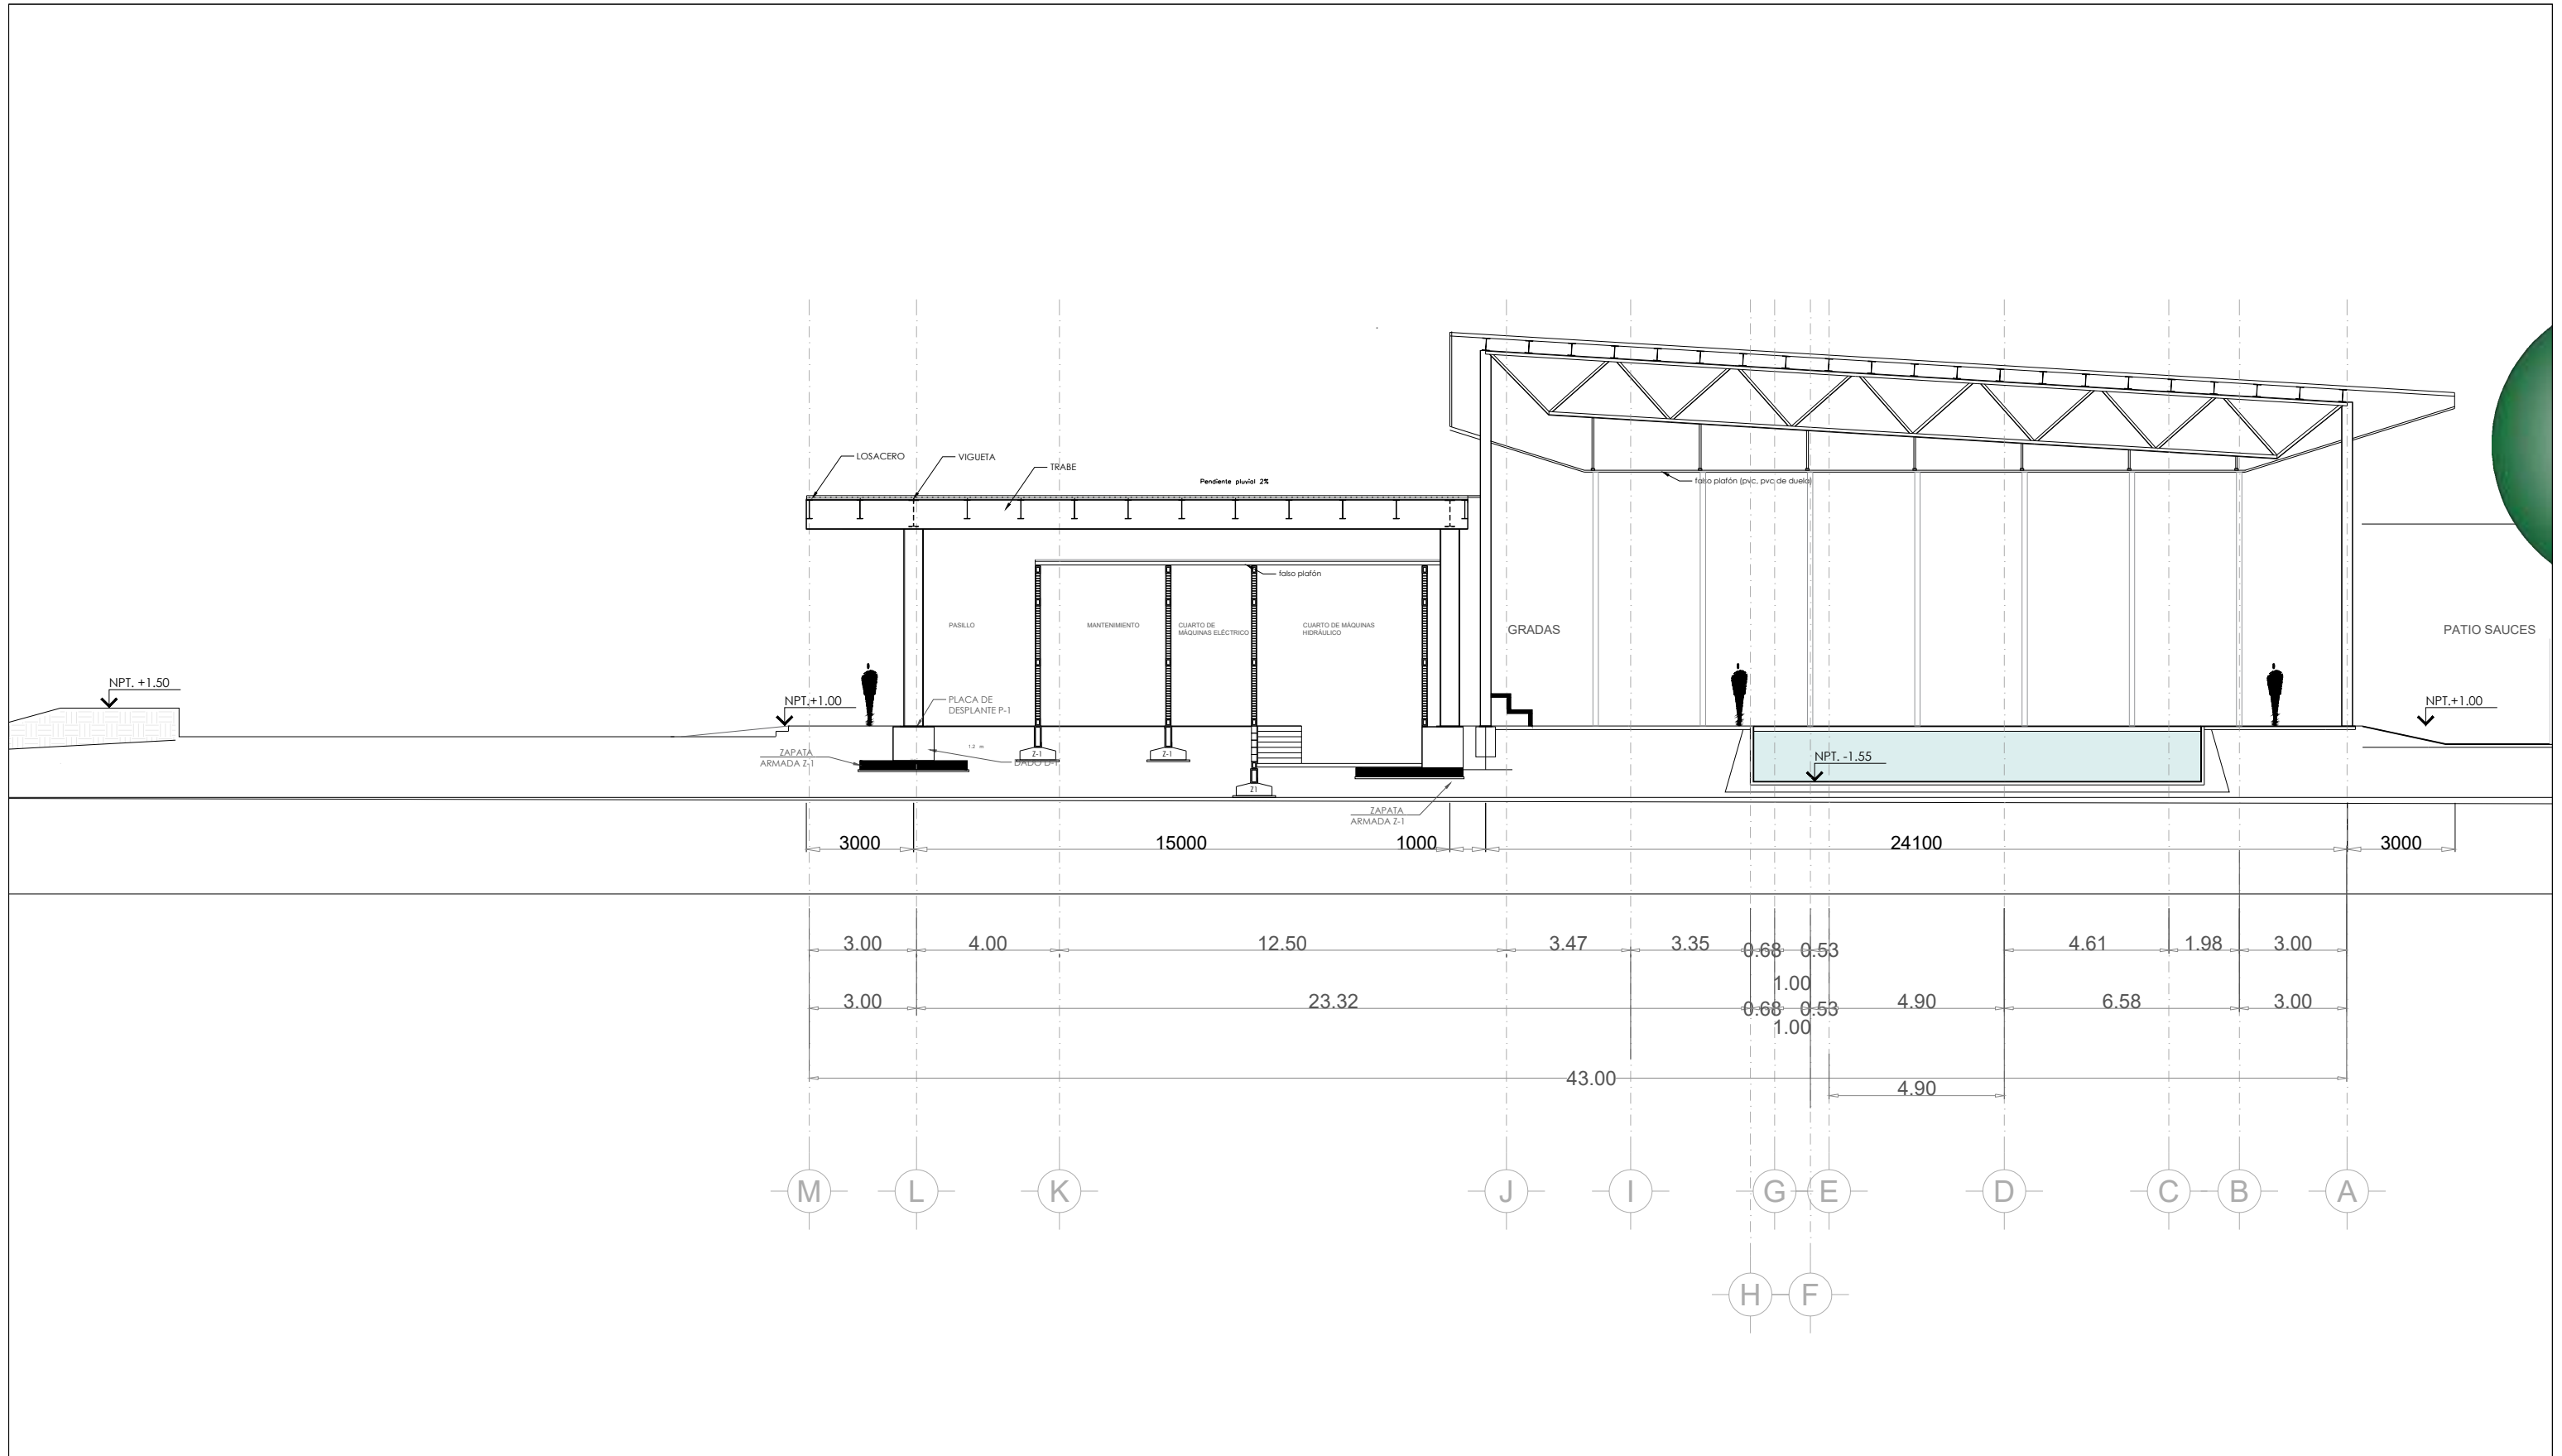 LOSACERO
VIGUETA
TRABE
Pendiente pluvial 2%
falso plafón (pvc, pvc de duela)
falso plafón
PASILLO
MANTENIMIENTO
CUARTO DE
MÁQUINAS ELÉCTRICO
CUARTO DE MÁQUINAS
HIDRÁULICO
GRADAS
PATIO SAUCES
NPT. +1.50
NPT.+1.00
PLACA DE
DESPLANTE P-1
NPT.+1.00
1.2 m
ZAPATA
ARMADA Z-1
DADO D-1
Z-1
Z-1
Z1
NPT. -1.55
ZAPATA
ARMADA Z-1
3000
15000
1000
24100
3000
3.00
4.00
12.50
3.47
3.35
0.68
0.53
4.61
1.98
3.00
1.00
3.00
23.32
0.68
0.53
4.90
6.58
3.00
1.00
43.00
4.90
M
L
K
J
I
G
E
D
C
B
A
H
F